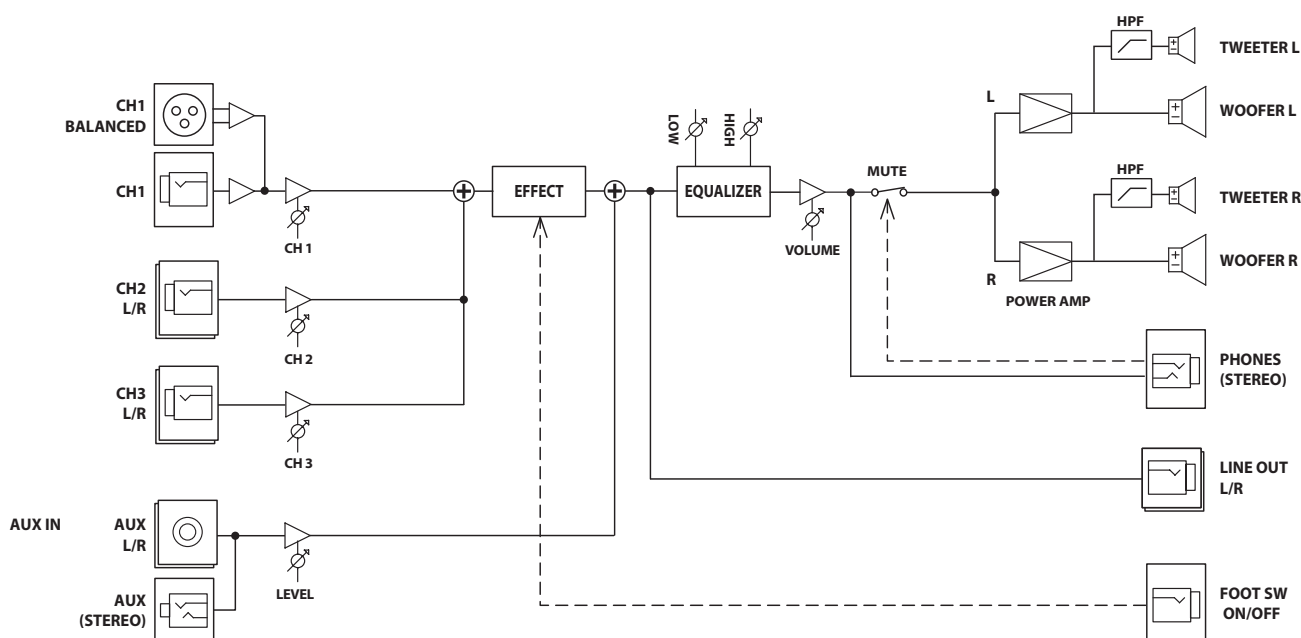 HPF
TWEETER L
CH1
BALANCED
LOW
HIGH
L
WOOFER L
CH1
EFFECT
EQUALIZER
MUTE
HPF
TWEETER R
CH 1
VOLUME
WOOFER R
R
POWER AMP
CH2
L/R
CH 2
PHONES
(STEREO)
CH3
L/R
CH 3
LINE OUT
L/R
AUX IN
AUX
L/R
LEVEL
AUX
(STEREO)
FOOT SW
ON/OFF